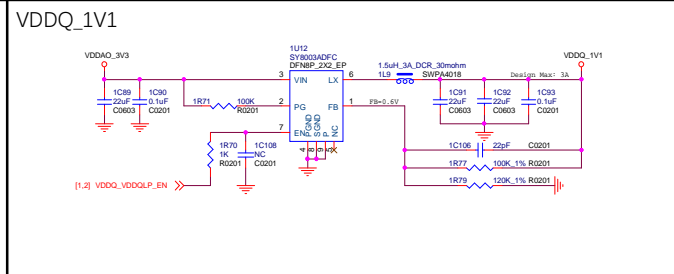 VDDQ_1V1
VDDAO_3V3
1U12
SY8003ADFC
DFN8P_2X2_EP
1.5uH_3A_DCR_30mohm
1L9
SWPA4018
Design Max: 3A
VDDQ_1V1
3
VIN
LX
6
1C89
22uF
C0603
1C90
0.1uF
C0201
1R71
100K
R0201
2
PG
FB
1
FB=0.6V
1C91
22uF
C0603
1C92
22uF
C0603
1C93
0.1uF
C0201
7
EN
PGND
SGND
P
NC
4
8
9
5
1R70
1K
R0201
1C108
NC
C0201
1C106
22pF
C0201
1R77
100K_1%
R0201
1R79
120K_1%
R0201
[1,2] VDDQ_VDDQLP_EN